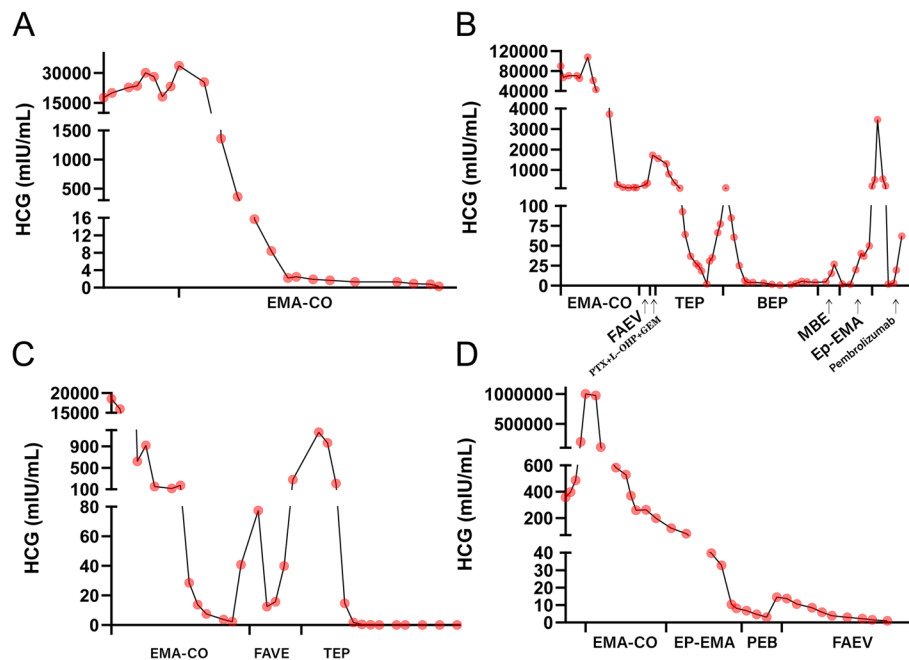 A
HCG (mIU/mL)
30000
15000
1500
1000
500
16
12
8
4
0
EMA-CO
B
HCG (mIU/mL)
120000
80000
40000
4000
3000
2000
1000
100
75
50
25
0
EMA-CO
FAEV
PTX+L-OHP+GEM
TEP
BEP
MBE
Ep-EMA
Pembrolizumab
C
HCG (mIU/mL)
20000
15000
900
500
100
80
60
40
20
0
EMA-CO
FAVE
TEP
D
HCG (mIU/mL)
1000000
500000
600
400
200
40
30
20
10
0
EMA-CO
EP-EMA
PEB
FAEV